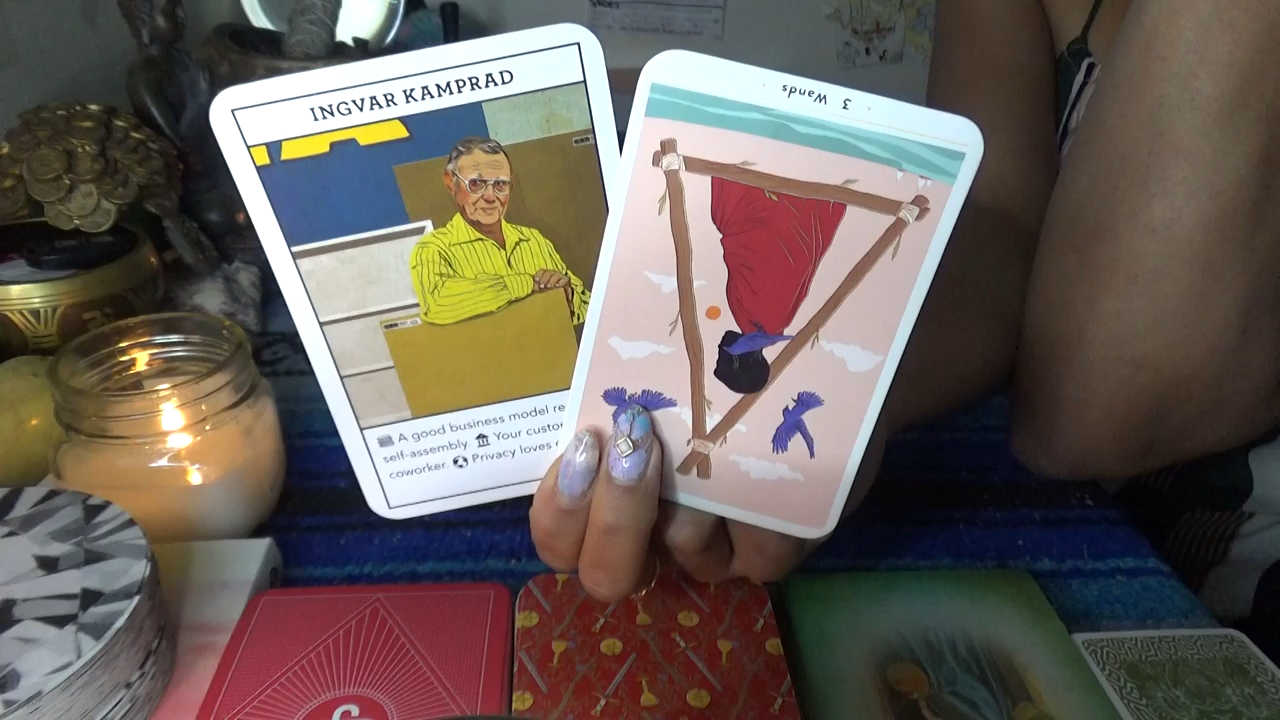 INGVAR KAMPRAD
A good business model re
self-assembly. Your custo
coworker. Privacy loves
3 Wands